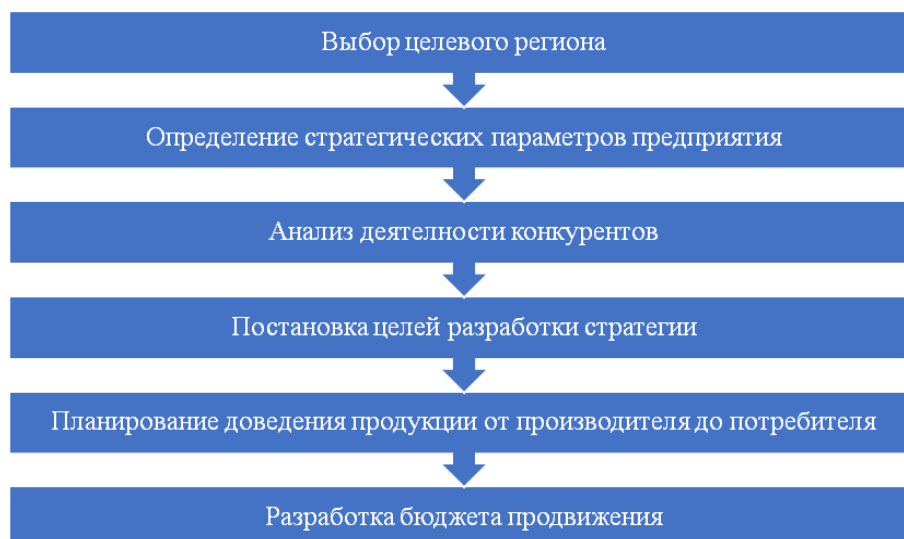 Выбор целевого региона
Определение стратегических параметров предприятия
Анализ деятелности конкурентов
Постановка целей разработки стратегии
Планирование доведения продукции от производителя до потребителя
Разработка бюджета продвижения